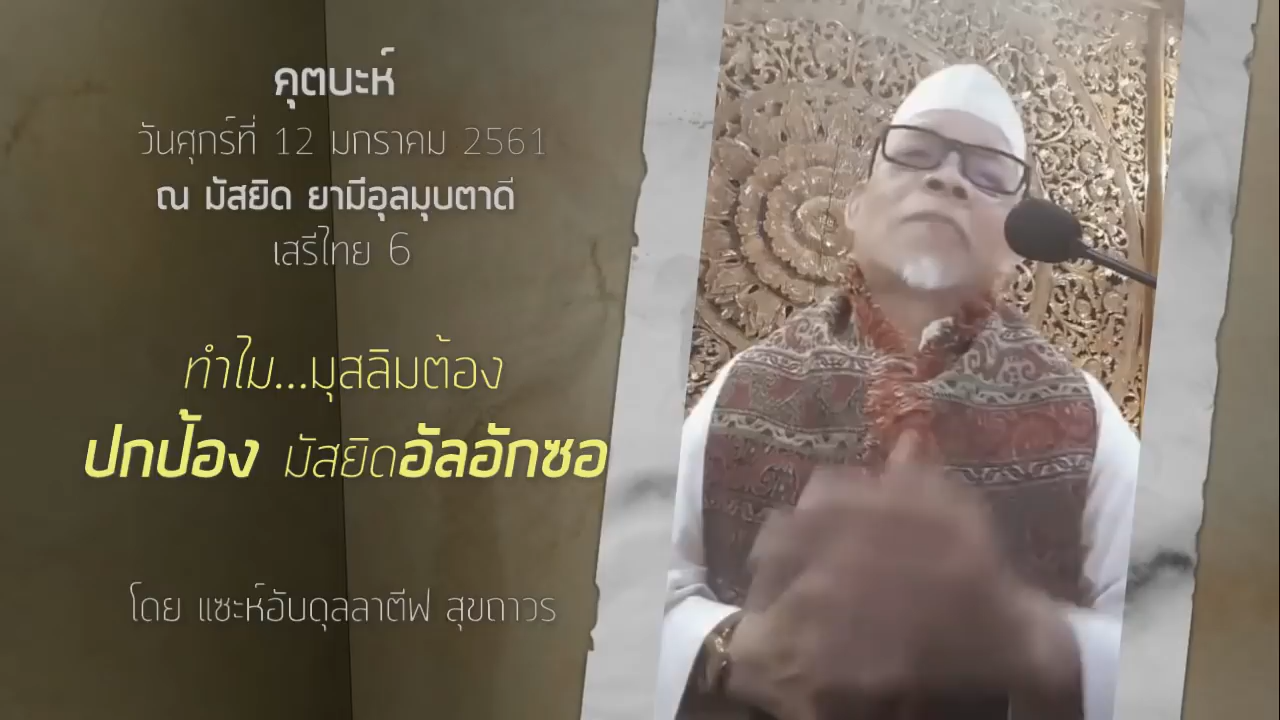 คุตบะห์
วันศุกร์ที่ 12 มกราคม 2561
ณ มัสยิด ยามีอุลมุบตาดี
เสรีไทย 6
ทำไม...มุสลิมต้อง
ปกป้อง มัสยิดอัลอักซอ
โดย แซะห์อับดุลลาตีฟ สุขถาวร